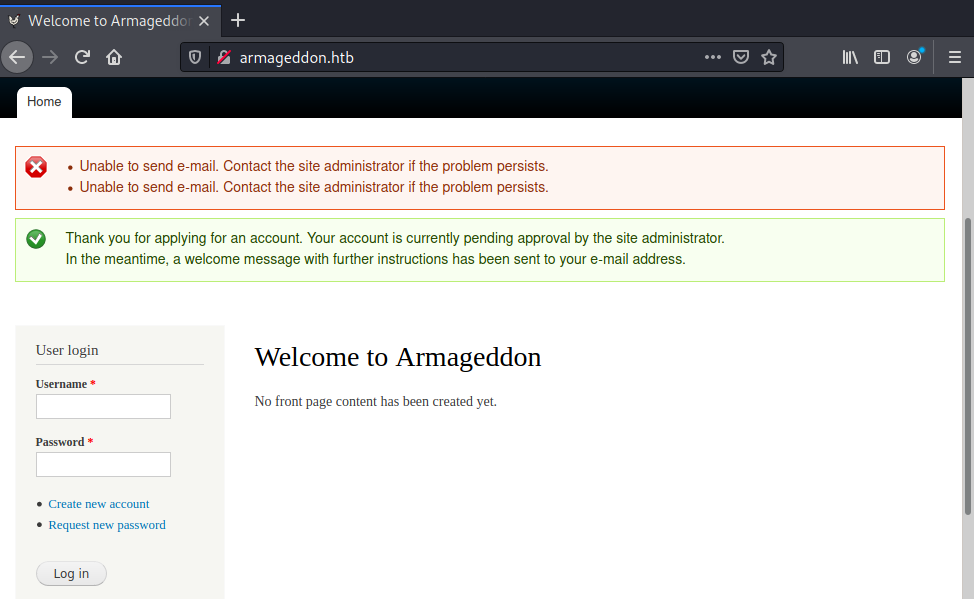 Welcome to Armageddon
armageddon.htb
Home
Unable to send e-mail. Contact the site administrator if the problem persists.
Unable to send e-mail. Contact the site administrator if the problem persists.
Thank you for applying for an account. Your account is currently pending approval by the site administrator.
In the meantime, a welcome message with further instructions has been sent to your e-mail address.
User login
Username *
Password *
Create new account
Request new password
Log in
Welcome to Armageddon
No front page content has been created yet.